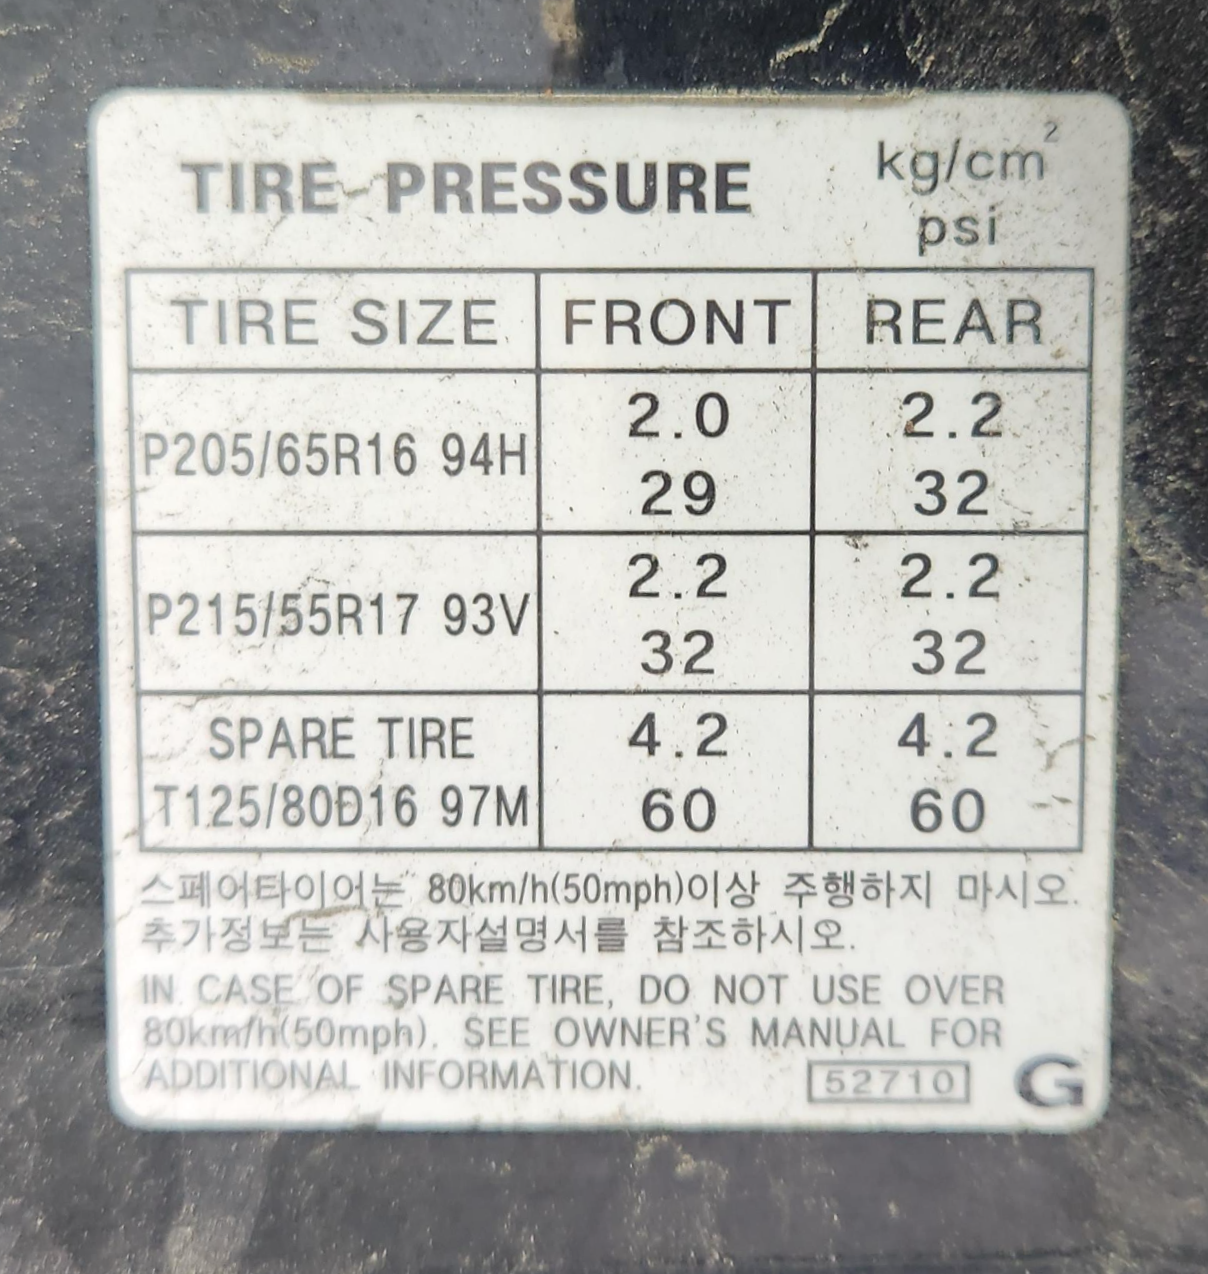 TIRE PRESSURE kg/cm²
psi
TIRE SIZE FRONT REAR
P205/65R16 94H 2.0 2.2
29 32
P215/55R17 93V 2.2 2.2
32 32
SPARE TIRE 4.2 4.2
T125/80D16 97M 60 60
스페어타이어는 80km/h(50mph)이상 주행하지 마시오.
추가정보는 사용자설명서를 참조하시오.
IN CASE OF SPARE TIRE, DO NOT USE OVER
80km/h(50mph). SEE OWNER'S MANUAL FOR
ADDITIONAL INFORMATION. 52710 G